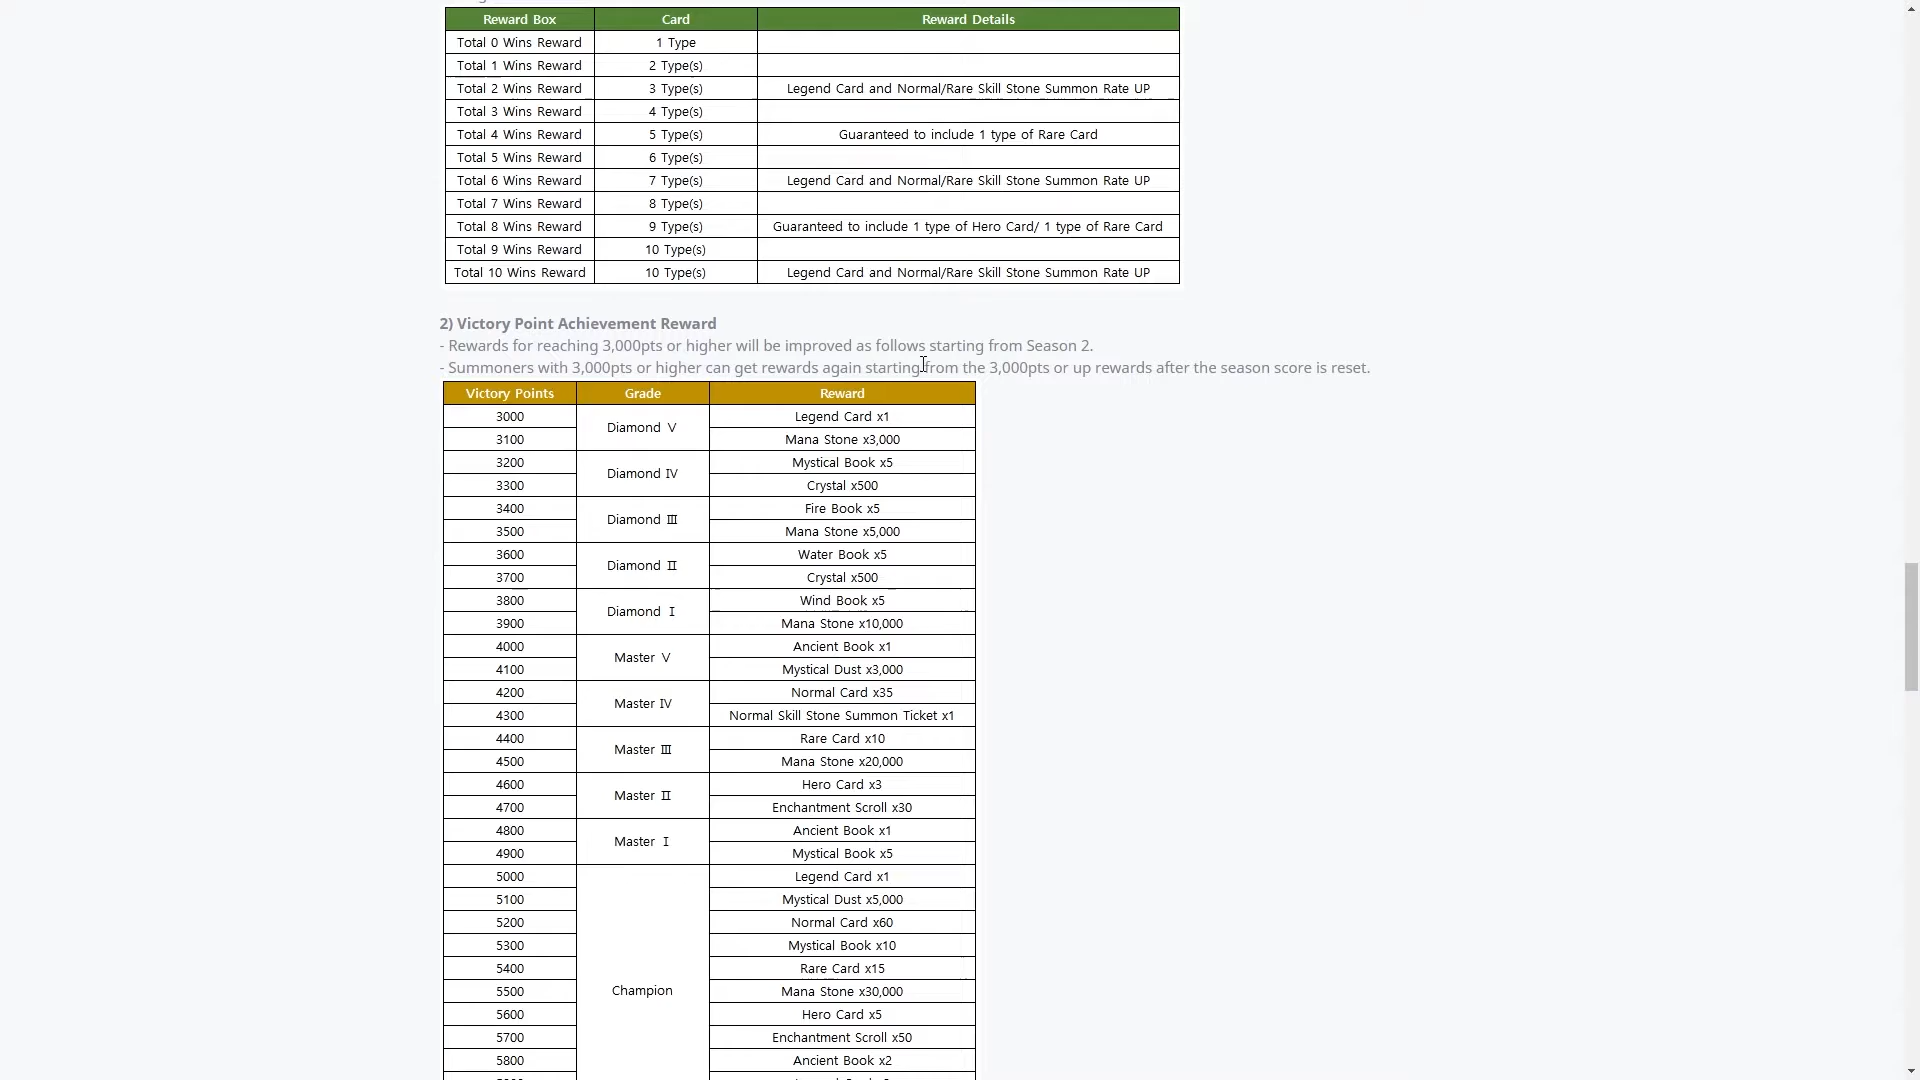 Reward Box Card Reward Details
Total 0 Wins Reward 1 Type
Total 1 Wins Reward 2 Type(s)
Total 2 Wins Reward 3 Type(s) Legend Card and Normal/Rare Skill Stone Summon Rate UP
Total 3 Wins Reward 4 Type(s)
Total 4 Wins Reward 5 Type(s) Guaranteed to include 1 type of Rare Card
Total 5 Wins Reward 6 Type(s)
Total 6 Wins Reward 7 Type(s) Legend Card and Normal/Rare Skill Stone Summon Rate UP
Total 7 Wins Reward 8 Type(s)
Total 8 Wins Reward 9 Type(s) Guaranteed to include 1 type of Hero Card/ 1 type of Rare Card
Total 9 Wins Reward 10 Type(s)
Total 10 Wins Reward 10 Type(s) Legend Card and Normal/Rare Skill Stone Summon Rate UP
2) Victory Point Achievement Reward
- Rewards for reaching 3,000pts or higher will be improved as follows starting from Season 2.
- Summoners with 3,000pts or higher can get rewards again starting from the 3,000pts or up rewards after the season score is reset.
Victory Points Grade Reward
3000 Diamond Ⅴ Legend Card x1
3100 Mana Stone x3,000
3200 Diamond Ⅳ Mystical Book x5
3300 Crystal x500
3400 Diamond Ⅲ Fire Book x5
3500 Mana Stone x5,000
3600 Diamond Ⅱ Water Book x5
3700 Crystal x500
3800 Diamond Ⅰ Wind Book x5
3900 Mana Stone x10,000
4000 Master Ⅴ Ancient Book x1
4100 Mystical Dust x3,000
4200 Master Ⅳ Normal Card x35
4300 Normal Skill Stone Summon Ticket x1
4400 Master Ⅲ Rare Card x10
4500 Mana Stone x20,000
4600 Master Ⅱ Hero Card x3
4700 Enchantment Scroll x30
4800 Master Ⅰ Ancient Book x1
4900 Mystical Book x5
5000 Legend Card x1
5100 Mystical Dust x5,000
5200 Normal Card x60
5300 Mystical Book x10
5400 Rare Card x15
5500 Champion Mana Stone x30,000
5600 Hero Card x5
5700 Enchantment Scroll x50
5800 Ancient Book x2